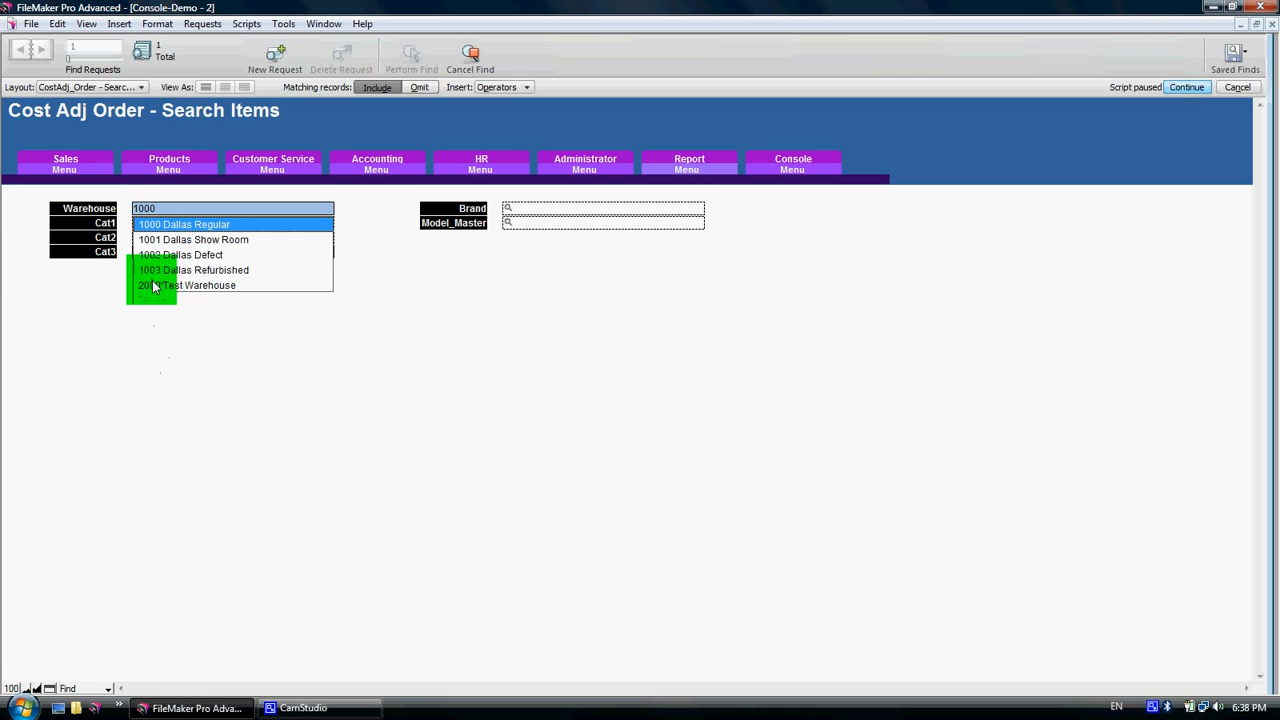 FileMaker Pro Advanced - [Console-Demo - 2]
File Edit View Insert Format Requests Scripts Tools Window Help
1
1
Total
Find Requests
New Request
Delete Request
Perform Find
Cancel Find
Saved Finds
Layout: CostAdj_Order - Searc... View As: Matching records: Include Omit Insert: Operators Script paused Continue Cancel
Cost Adj Order - Search Items
Sales Products Customer Service Accounting HR Administrator Report Console
Menu Menu Menu Menu Menu Menu Menu Menu
Warehouse 1000 Brand
Cat1 1000 Dallas Regular Model_Master
Cat2 1001 Dallas Show Room
Cat3 1002 Dallas Defect
1003 Dallas Refurbished
Test Warehouse
100 Find
FileMaker Pro Advanced... CamStudio EN 6:38 PM